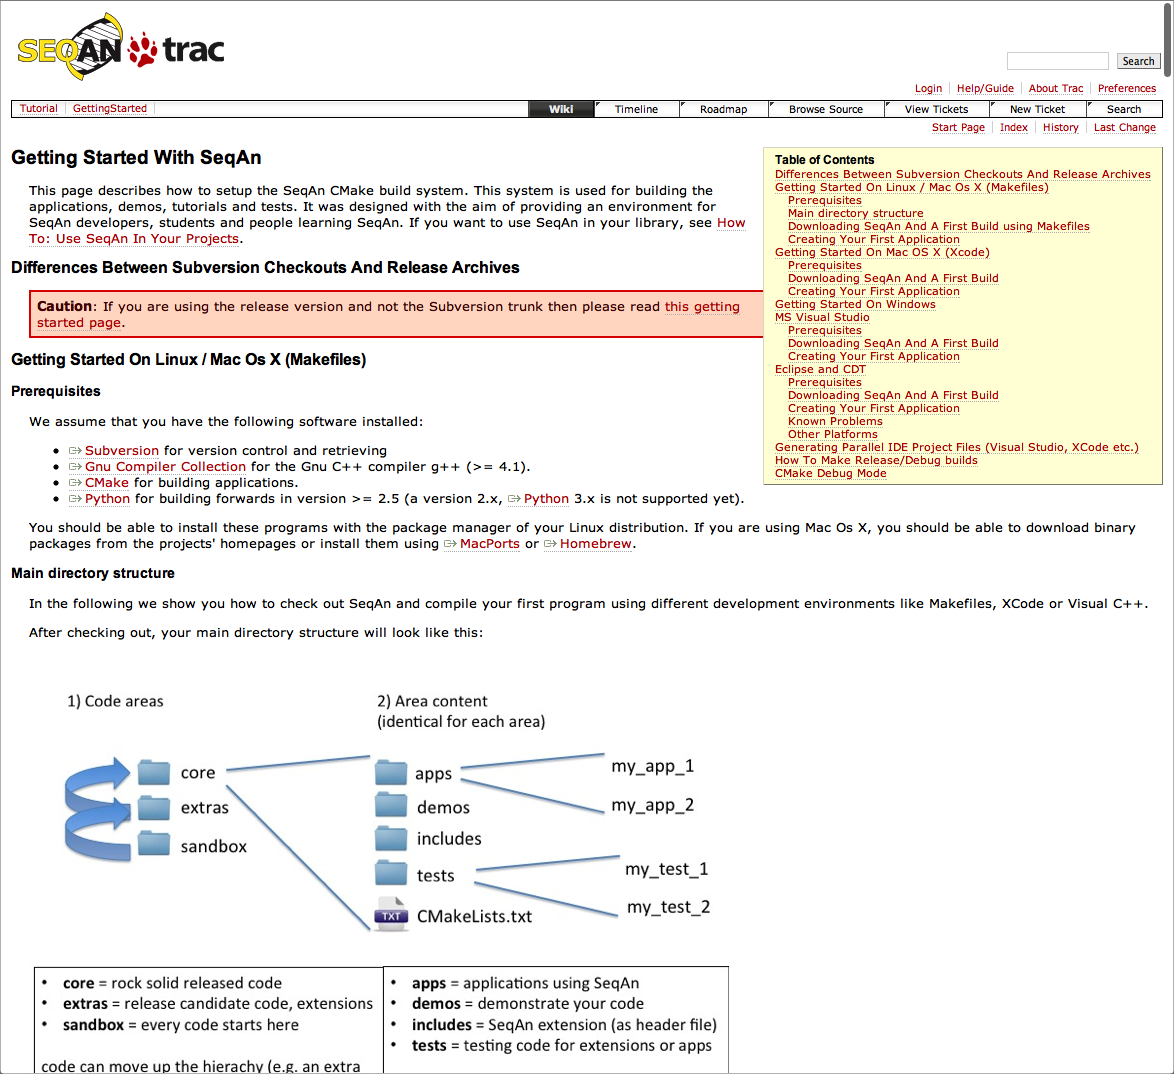 SEQAN trac
Search
Login Help/Guide About Trac Preferences
Tutorial GettingStarted Wiki Timeline Roadmap Browse Source View Tickets New Ticket Search
Start Page Index History Last Change
Getting Started With SeqAn
This page describes how to setup the SeqAn CMake build system. This system is used for building the
applications, demos, tutorials and tests. It was designed with the aim of providing an environment for
SeqAn developers, students and people learning SeqAn. If you want to use SeqAn in your library, see How
To: Use SeqAn In Your Projects.
Table of Contents
Differences Between Subversion Checkouts And Release Archives
Getting Started On Linux / Mac Os X (Makefiles)
Prerequisites
Main directory structure
Downloading SeqAn And A First Build using Makefiles
Creating Your First Application
Getting Started On Mac OS X (Xcode)
Prerequisites
Downloading SeqAn And A First Build
Creating Your First Application
Getting Started On Windows
MS Visual Studio
Prerequisites
Downloading SeqAn And A First Build
Creating Your First Application
Eclipse and CDT
Prerequisites
Downloading SeqAn And A First Build
Creating Your First Application
Known Problems
Other Platforms
Generating Parallel IDE Project Files (Visual Studio, XCode etc.)
How To Make Release/Debug builds
CMake Debug Mode
Differences Between Subversion Checkouts And Release Archives
Caution: If you are using the release version and not the Subversion trunk then please read this getting
started page.
Getting Started On Linux / Mac Os X (Makefiles)
Prerequisites
We assume that you have the following software installed:
• Subversion for version control and retrieving
• Gnu Compiler Collection for the Gnu C++ compiler g++ (>= 4.1).
• CMake for building applications.
• Python for building forwards in version >= 2.5 (a version 2.x, Python 3.x is not supported yet).
You should be able to install these programs with the package manager of your Linux distribution. If you are using Mac Os X, you should be able to download binary
packages from the projects' homepages or install them using MacPorts or Homebrew.
Main directory structure
In the following we show you how to check out SeqAn and compile your first program using different development environments like Makefiles, XCode or Visual C++.
After checking out, your main directory structure will look like this:
1) Code areas
core
extras
sandbox
2) Area content
(identical for each area)
apps
demos
includes
tests
TXT CMakeLists.txt
my_app_1
my_app_2
my_test_1
my_test_2
• core = rock solid released code
• extras = release candidate code, extensions
• sandbox = every code starts here
code can move up the hierachy (e.g. an extra
• apps = applications using SeqAn
• demos = demonstrate your code
• includes = SeqAn extension (as header file)
• tests = testing code for extensions or apps